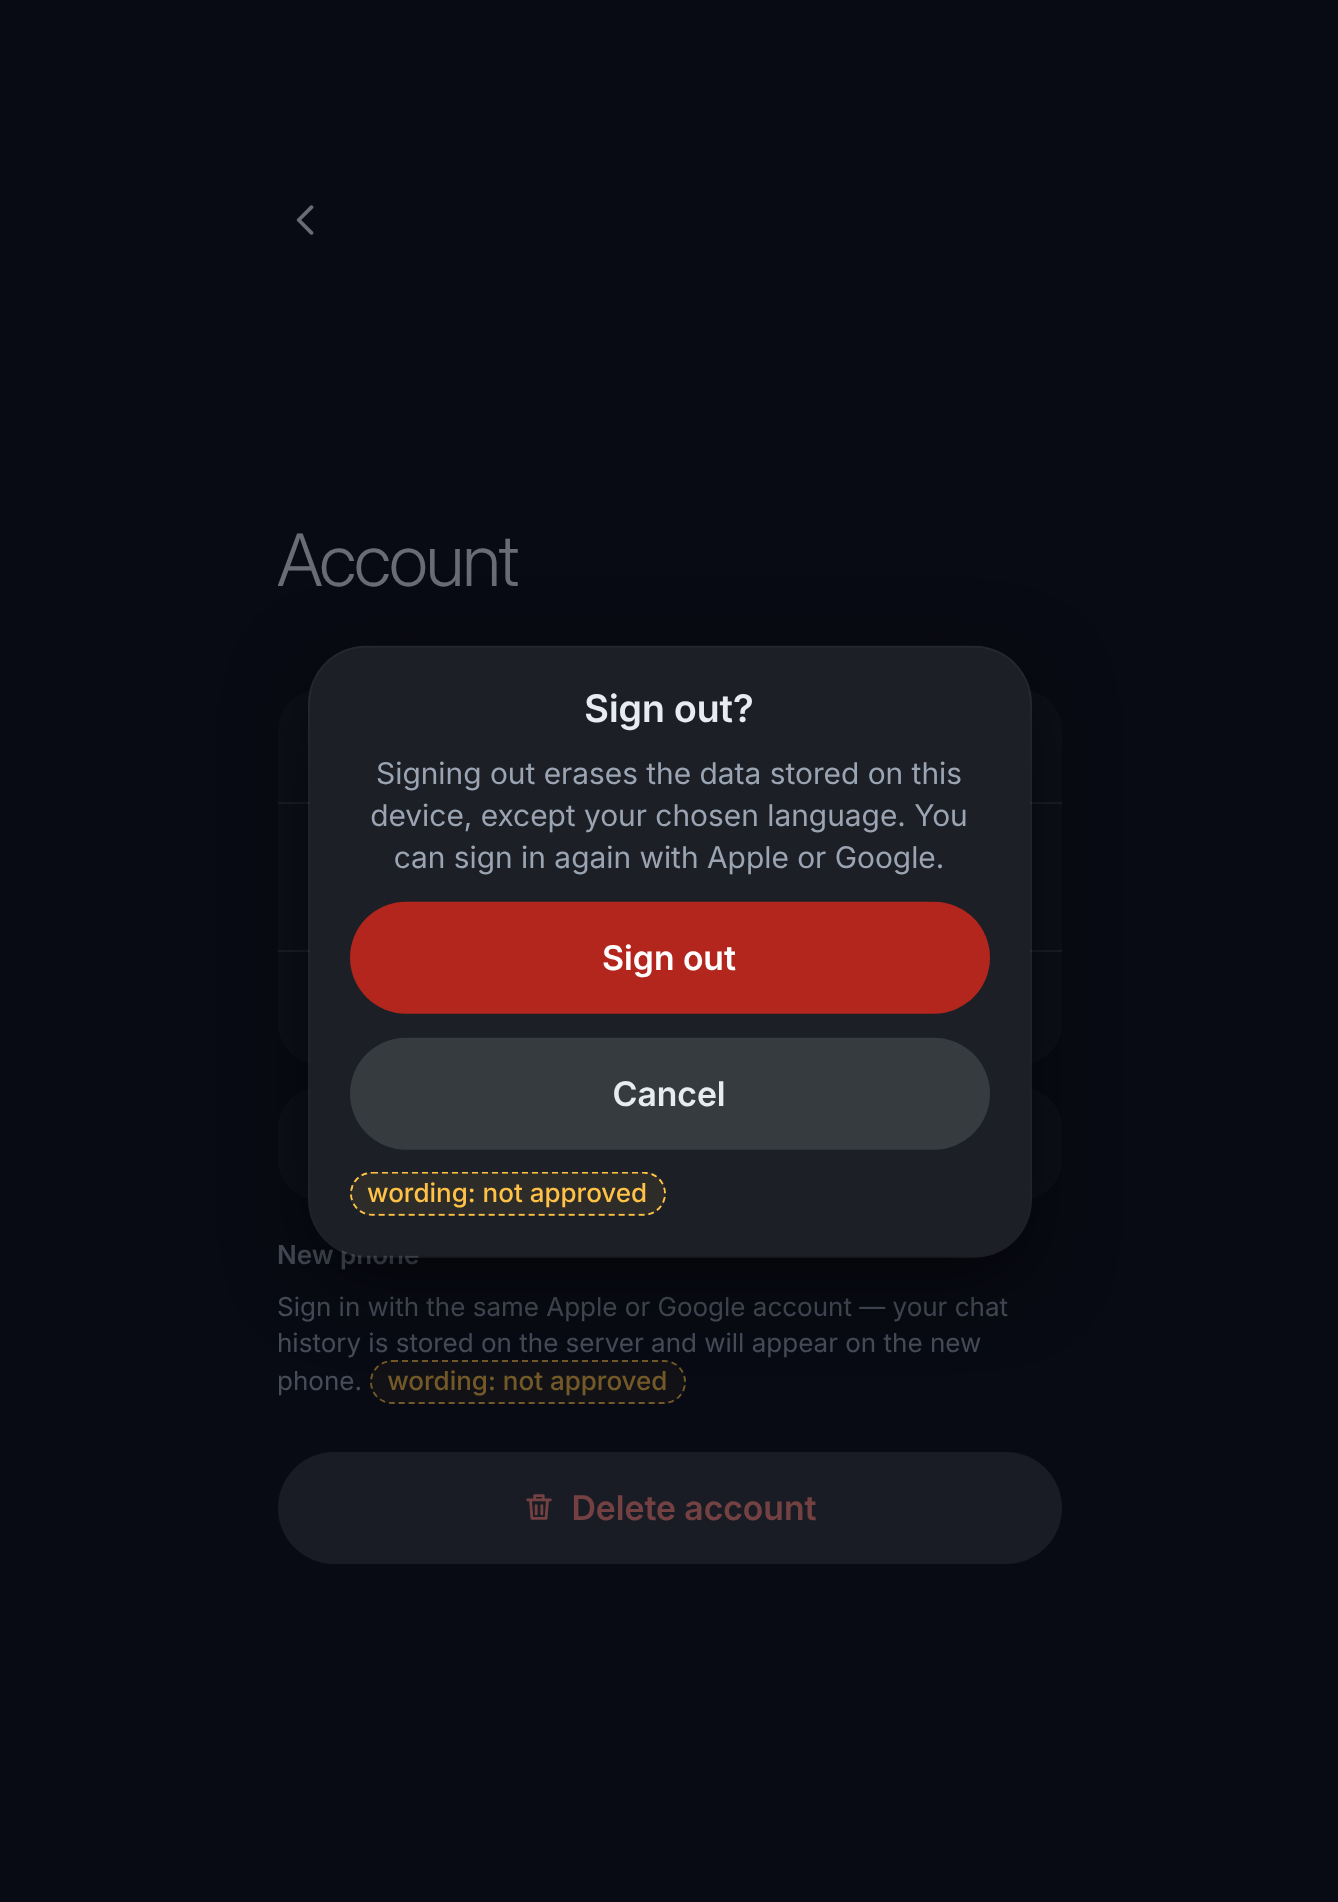 Account
Sign out?
Signing out erases the data stored on this
device, except your chosen language. You
can sign in again with Apple or Google.
Sign out
Cancel
wording: not approved
New phone
Sign in with the same Apple or Google account — your chat
history is stored on the server and will appear on the new
phone. wording: not approved
Delete account